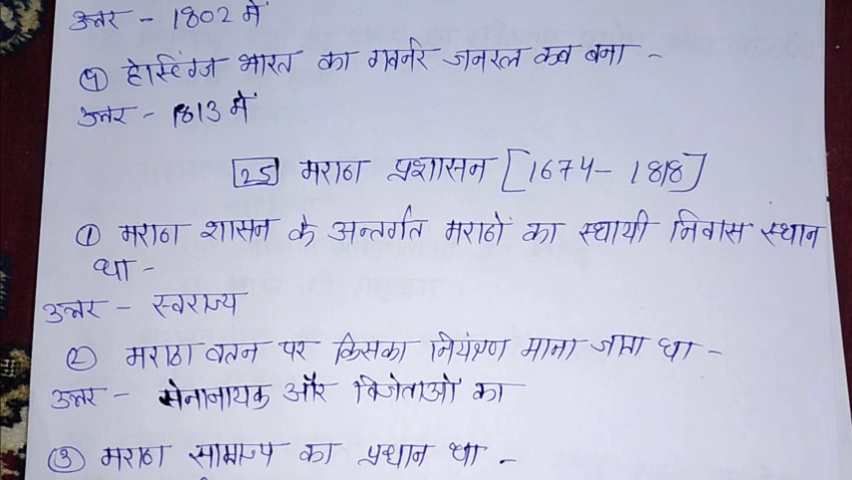 उत्तर - 1802 में
९ हेस्टिंग्ज भारत का गवर्नर जनरल कब बना -
उत्तर - 1813 में
25 मराठा प्रशासन [1674 - 1818]
① मराठा शासन के अन्तर्गत मराठों का स्थायी निवास स्थान
था -
उत्तर - स्वराज्य
② मराठा वतन पर किसका नियंत्रण माना जाता था -
उत्तर - सेनानायक और विजेताओं का
③ मराठा साम्राज्य का प्रधान था -